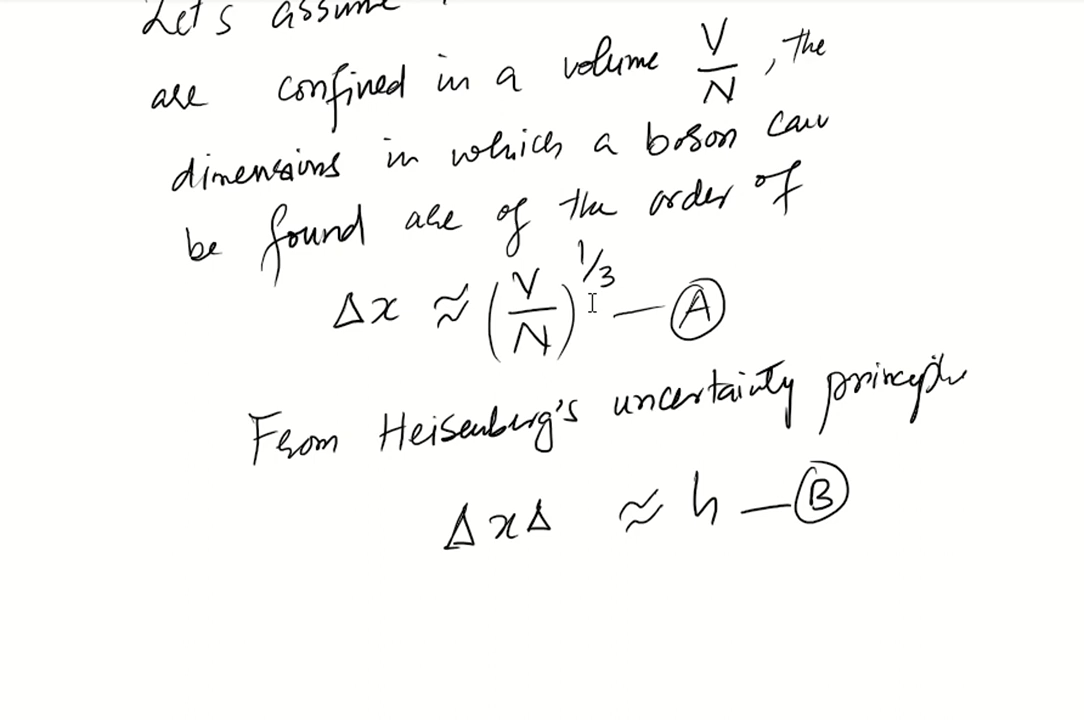 Let's assume
are confined in a volume V/N, the
dimensions in which a boson can
be found are of the order of
Δx ≈ (V/N)^1/3 — Ⓐ
From Heisenberg's uncertainty principle
ΔxΔ ≈ h — Ⓑ